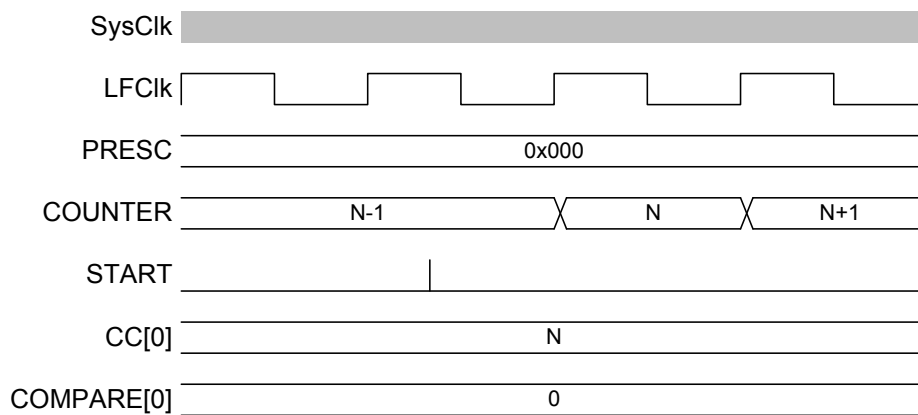 SysClk
LFClk
PRESC 0x000
COUNTER N-1 N N+1
START
CC[0] N
COMPARE[0] 0